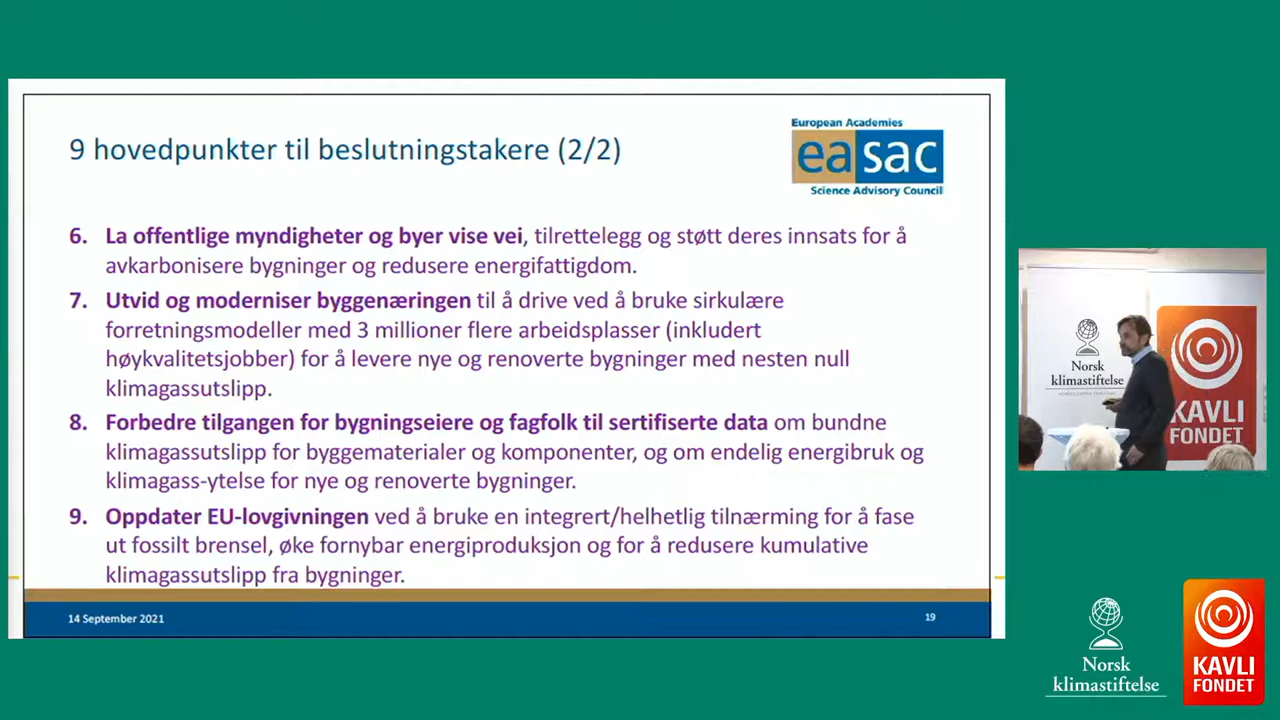 9 hovedpunkter til beslutningstakere (2/2)
European Academies
ea sac
Science Advisory Council
6. La offentlige myndigheter og byer vise vei, tilrettelegg og støtt deres innsats for å
avkarbonisere bygninger og redusere energifattigdom.
7. Utvid og moderniser byggenæringen til å drive ved å bruke sirkulære
forretningsmodeller med 3 millioner flere arbeidsplasser (inkludert
høykvalitetsjobber) for å levere nye og renoverte bygninger med nesten null
klimagassutslipp.
8. Forbedre tilgangen for bygningseiere og fagfolk til sertifiserte data om bundne
klimagassutslipp for byggematerialer og komponenter, og om endelig energibruk og
klimagass-ytelse for nye og renoverte bygninger.
9. Oppdater EU-lovgivningen ved å bruke en integrert/helhetlig tilnærming for å fase
ut fossilt brensel, øke fornybar energiproduksjon og for å redusere kumulative
klimagassutslipp fra bygninger.
14 September 2021
19
Norsk
klimastiftelse
KAVLI
FONDET
Norsk
klimastiftelse
KAVLI
FONDET